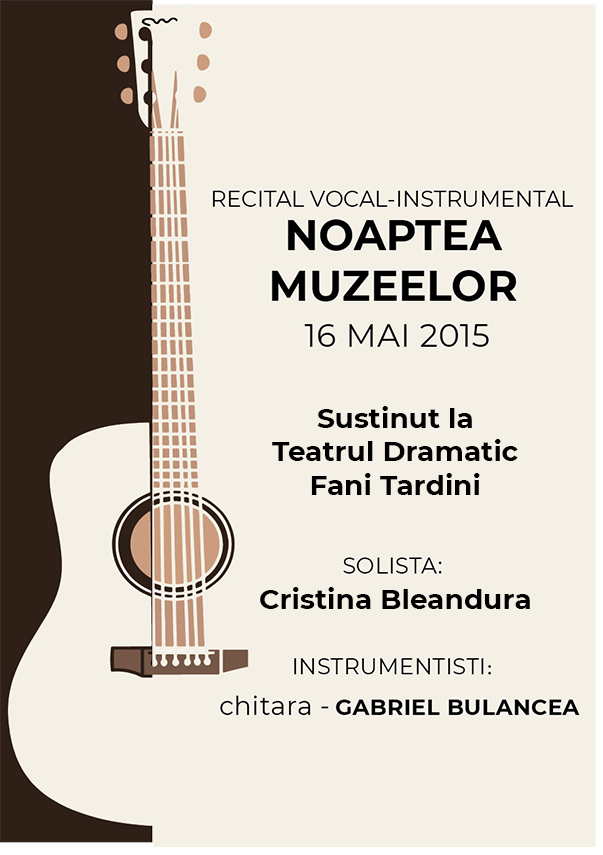 RECITAL VOCAL-INSTRUMENTAL
NOAPTEA
MUZEELOR
16 MAI 2015
Sustinut la
Teatrul Dramatic
Fani Tardini
SOLISTA:
Cristina Bleandura
INSTRUMENTISTI:
chitara - GABRIEL BULANCEA